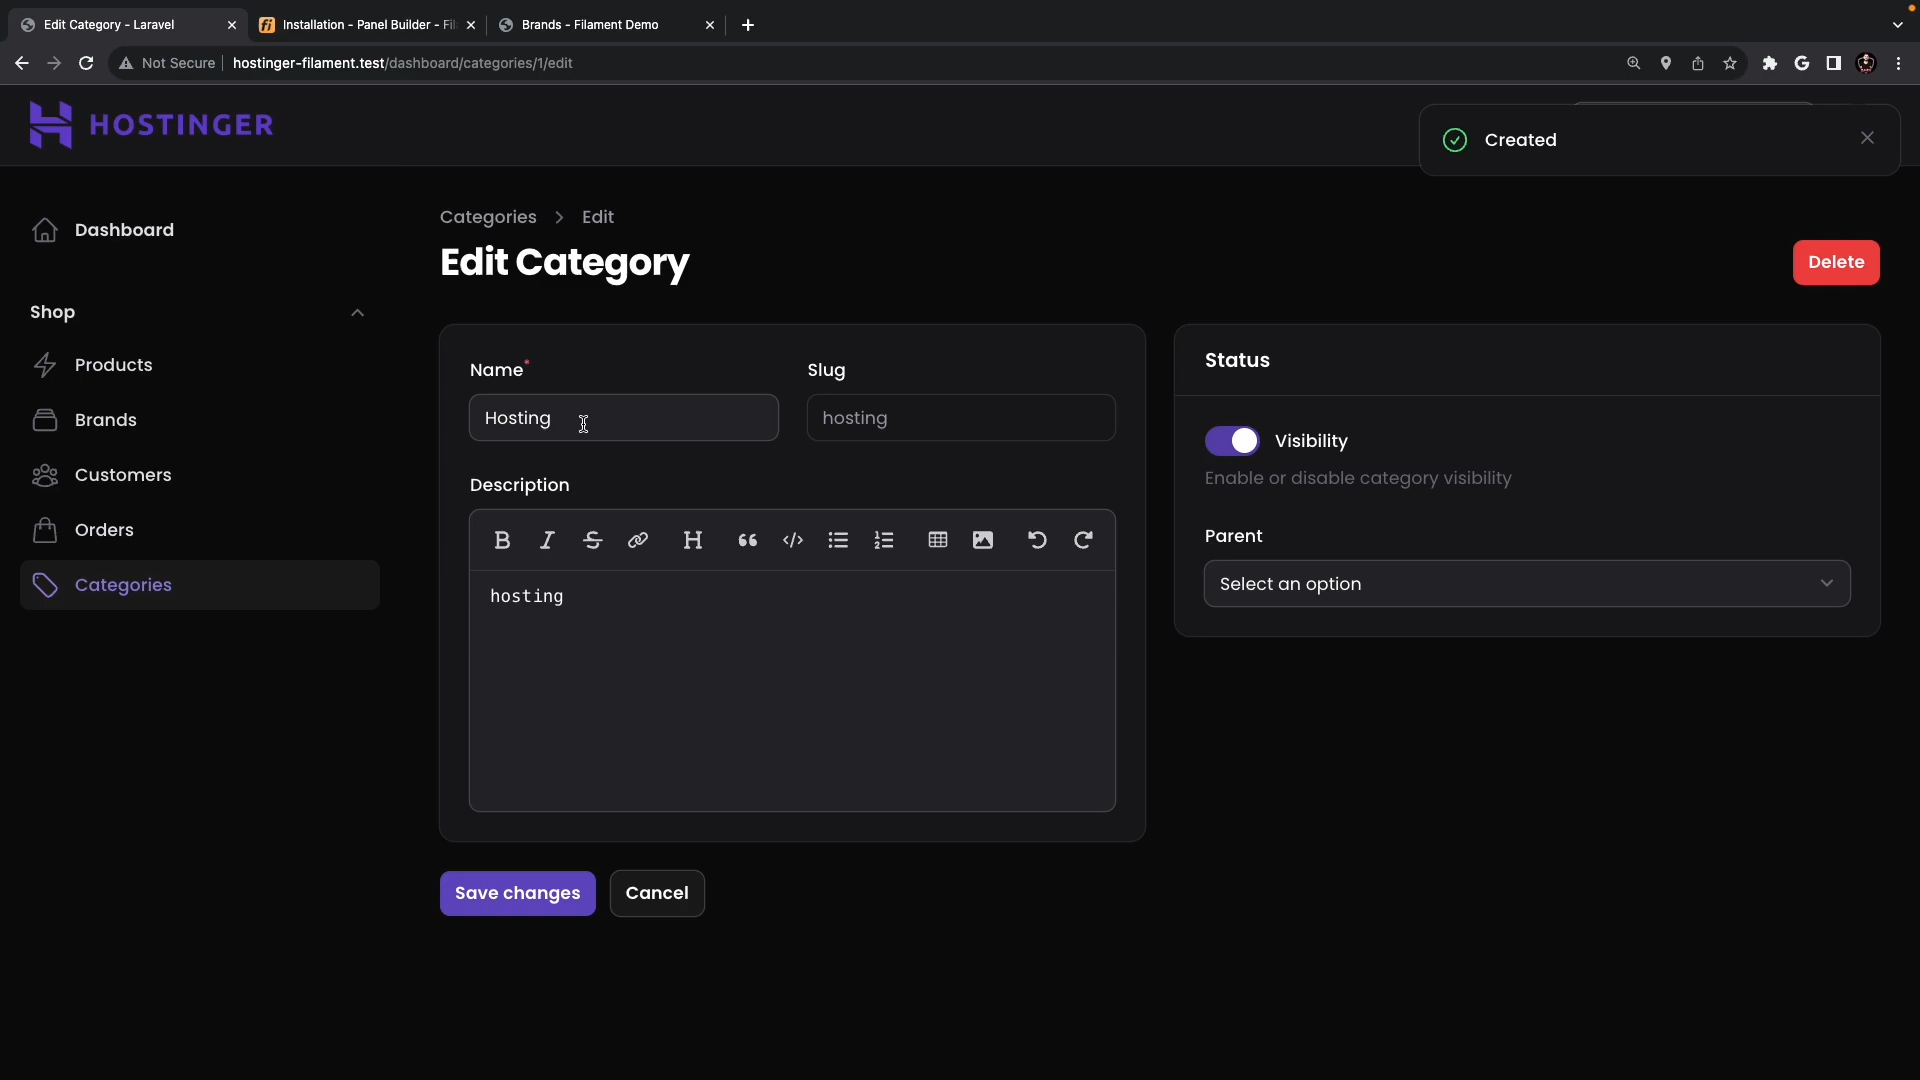 Edit Category - Laravel
Installation - Panel Builder - Fil
Brands - Filament Demo
Not Secure
hostinger-filament.test/dashboard/categories/1/edit
HOSTINGER
Created
Dashboard
Shop
Products
Brands
Customers
Orders
Categories
Categories > Edit
Edit Category
Delete
Name*
Slug
Hosting
hosting
Description
hosting
Status
Visibility
Enable or disable category visibility
Parent
Select an option
Save changes
Cancel